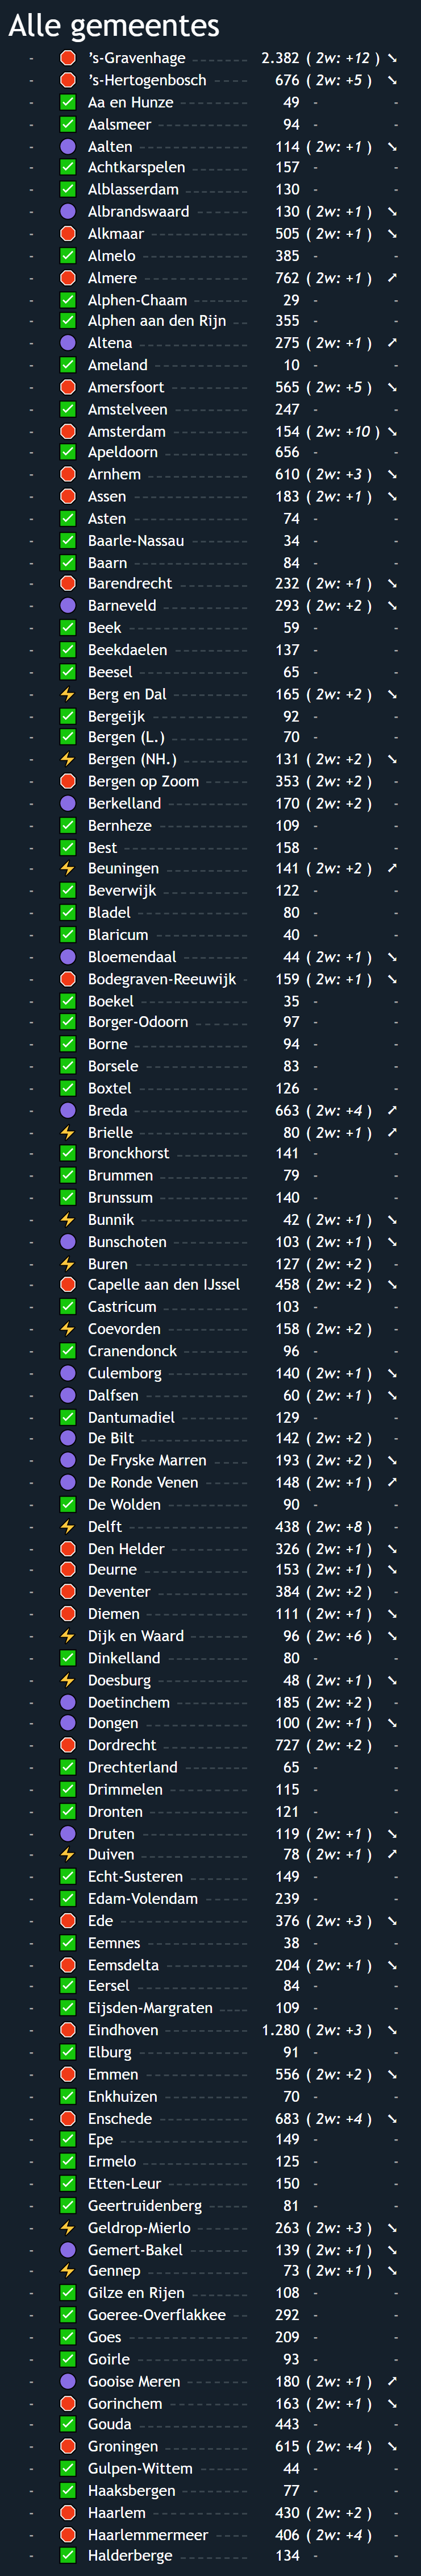 Alle gemeentes
- ’s-Gravenhage 2.382 ( 2w: +12 ) ↘
- ’s-Hertogenbosch 676 ( 2w: +5 ) ↘
- Aa en Hunze 49 - -
- Aalsmeer 94 - -
- Aalten 114 ( 2w: +1 ) ↘
- Achtkarspelen 157 - -
- Alblasserdam 130 - -
- Albrandswaard 130 ( 2w: +1 ) ↘
- Alkmaar 505 ( 2w: +1 ) ↘
- Almelo 385 - -
- Almere 762 ( 2w: +1 ) ↗
- Alphen-Chaam 29 - -
- Alphen aan den Rijn 355 - -
- Altena 275 ( 2w: +1 ) ↗
- Ameland 10 - -
- Amersfoort 565 ( 2w: +5 ) ↘
- Amstelveen 247 - -
- Amsterdam 154 ( 2w: +10 ) ↘
- Apeldoorn 656 - -
- Arnhem 610 ( 2w: +3 ) ↘
- Assen 183 ( 2w: +1 ) ↘
- Asten 74 - -
- Baarle-Nassau 34 - -
- Baarn 84 - -
- Barendrecht 232 ( 2w: +1 ) ↘
- Barneveld 293 ( 2w: +2 ) ↘
- Beek 59 - -
- Beekdaelen 137 - -
- Beesel 65 - -
- Berg en Dal 165 ( 2w: +2 ) ↘
- Bergeijk 92 - -
- Bergen (L.) 70 - -
- Bergen (NH.) 131 ( 2w: +2 ) ↘
- Bergen op Zoom 353 ( 2w: +2 ) -
- Berkelland 170 ( 2w: +2 ) -
- Bernheze 109 - -
- Best 158 - -
- Beuningen 141 ( 2w: +2 ) ↗
- Beverwijk 122 - -
- Bladel 80 - -
- Blaricum 40 - -
- Bloemendaal 44 ( 2w: +1 ) ↘
- Bodegraven-Reeuwijk 159 ( 2w: +1 ) ↘
- Boekel 35 - -
- Borger-Odoorn 97 - -
- Borne 94 - -
- Borsele 83 - -
- Boxtel 126 - -
- Breda 663 ( 2w: +4 ) ↗
- Brielle 80 ( 2w: +1 ) ↗
- Bronckhorst 141 - -
- Brummen 79 - -
- Brunssum 140 - -
- Bunnik 42 ( 2w: +1 ) ↘
- Bunschoten 103 ( 2w: +1 ) ↘
- Buren 127 ( 2w: +2 ) -
- Capelle aan den IJssel 458 ( 2w: +2 ) ↘
- Castricum 103 - -
- Coevorden 158 ( 2w: +2 ) -
- Cranendonck 96 - -
- Culemborg 140 ( 2w: +1 ) ↘
- Dalfsen 60 ( 2w: +1 ) ↘
- Dantumadiel 129 - -
- De Bilt 142 ( 2w: +2 ) -
- De Fryske Marren 193 ( 2w: +2 ) ↘
- De Ronde Venen 148 ( 2w: +1 ) ↗
- De Wolden 90 - -
- Delft 438 ( 2w: +8 ) -
- Den Helder 326 ( 2w: +1 ) ↘
- Deurne 153 ( 2w: +1 ) ↘
- Deventer 384 ( 2w: +2 ) -
- Diemen 111 ( 2w: +1 ) ↘
- Dijk en Waard 96 ( 2w: +6 ) ↘
- Dinkelland 80 - -
- Doesburg 48 ( 2w: +1 ) ↘
- Doetinchem 185 ( 2w: +2 ) -
- Dongen 100 ( 2w: +1 ) ↘
- Dordrecht 727 ( 2w: +2 ) -
- Drechterland 65 - -
- Drimmelen 115 - -
- Dronten 121 - -
- Druten 119 ( 2w: +1 ) ↘
- Duiven 78 ( 2w: +1 ) ↗
- Echt-Susteren 149 - -
- Edam-Volendam 239 - -
- Ede 376 ( 2w: +3 ) ↘
- Eemnes 38 - -
- Eemsdelta 204 ( 2w: +1 ) ↘
- Eersel 84 - -
- Eijsden-Margraten 109 - -
- Eindhoven 1.280 ( 2w: +3 ) ↘
- Elburg 91 - -
- Emmen 556 ( 2w: +2 ) ↘
- Enkhuizen 70 - -
- Enschede 683 ( 2w: +4 ) ↘
- Epe 149 - -
- Ermelo 125 - -
- Etten-Leur 150 - -
- Geertruidenberg 81 - -
- Geldrop-Mierlo 263 ( 2w: +3 ) ↘
- Gemert-Bakel 139 ( 2w: +1 ) ↘
- Gennep 73 ( 2w: +1 ) ↘
- Gilze en Rijen 108 - -
- Goeree-Overflakkee 292 - -
- Goes 209 - -
- Goirle 93 - -
- Gooise Meren 180 ( 2w: +1 ) ↗
- Gorinchem 163 ( 2w: +1 ) ↘
- Gouda 443 - -
- Groningen 615 ( 2w: +4 ) ↘
- Gulpen-Wittem 44 - -
- Haaksbergen 77 - -
- Haarlem 430 ( 2w: +2 ) -
- Haarlemmermeer 406 ( 2w: +4 ) -
- Halderberge 134 - -